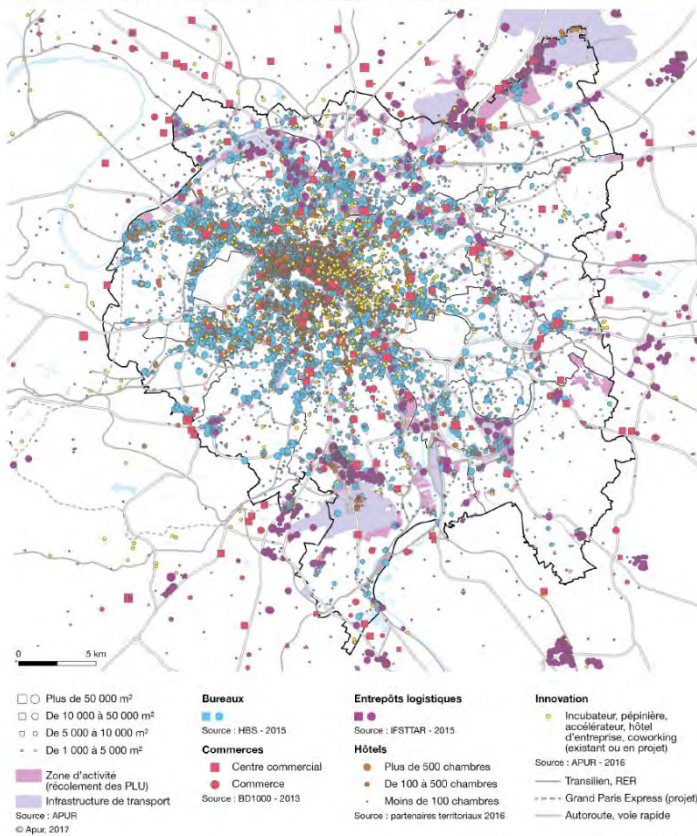 0 5 km
Plus de 50 000 m²
De 10 000 à 50 000 m²
De 5 000 à 10 000 m²
De 1 000 à 5 000 m²
Zone d'activité
(récolement des PLU)
Infrastructure de transport
Source : APUR
© Apur, 2017
Bureaux
Source : HBS - 2015
Commerces
Centre commercial
Commerce
Source : BD1000 - 2013
Entrepôts logistiques
Source : IFSTTAR - 2015
Hôtels
Plus de 500 chambres
De 100 à 500 chambres
Moins de 100 chambres
Source : partenaires territoriaux 2016
Innovation
Incubateur, pépinière,
accélérateur, hôtel
d'entreprise, coworking
(existant ou en projet)
Source : APUR - 2016
Transilien, RER
Grand Paris Express (projet)
Autoroute, voie rapide